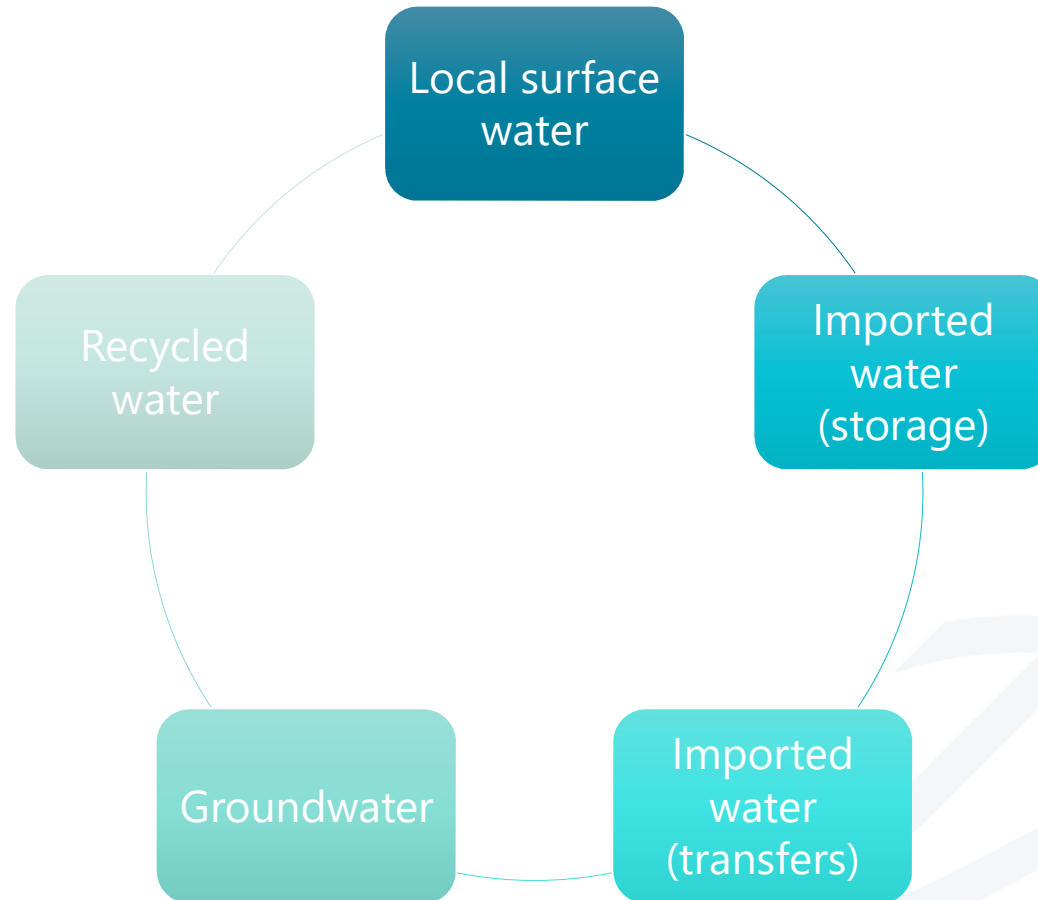 Local surface
water
Imported
water
(storage)
Imported
water
(transfers)
Groundwater
Recycled
water